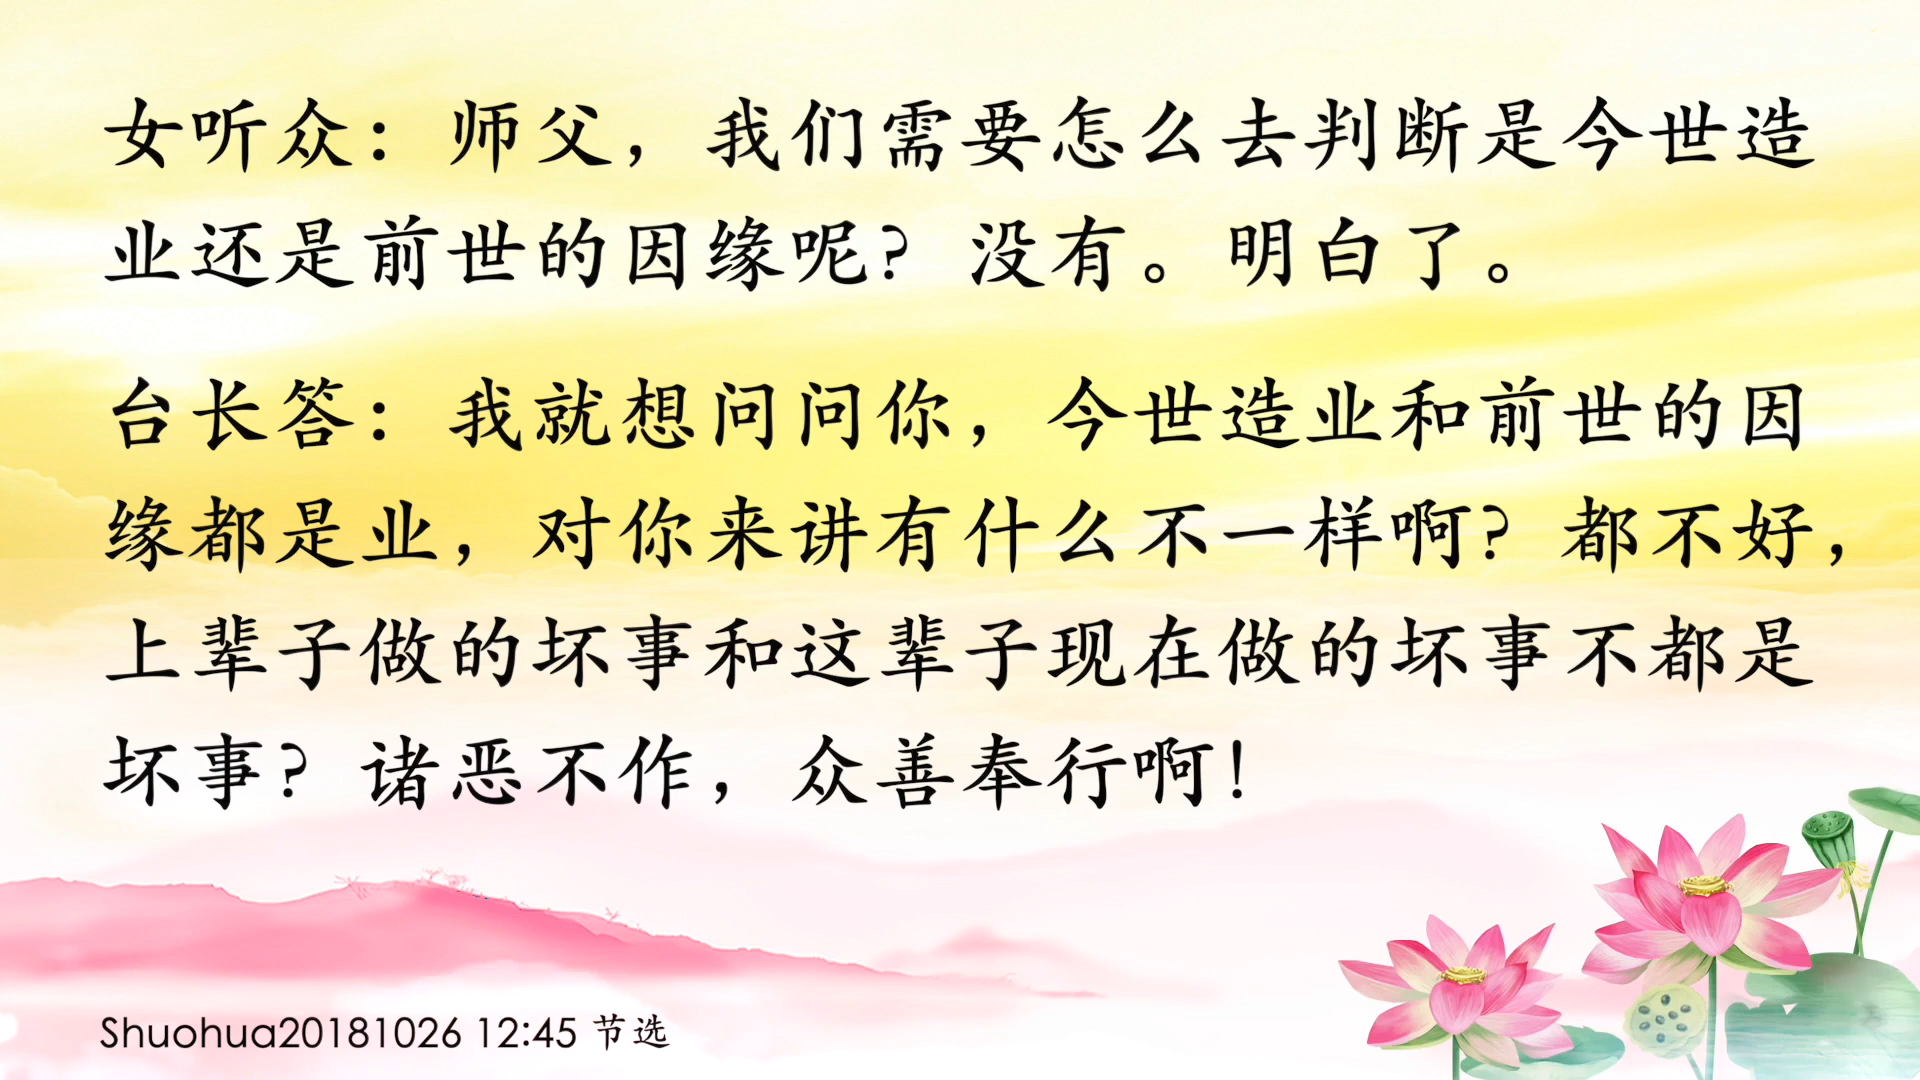 女听众：师父，我们需要怎么去判断是今世造
业还是前世的因缘呢？没有。明白了。
台长答：我就想问问你，今世造业和前世的因
缘都是业，对你来讲有什么不一样啊？都不好，
上辈子做的坏事和这辈子现在做的坏事不都是
坏事？诸恶不作，众善奉行啊！
Shuohua20181026 12:45 节选